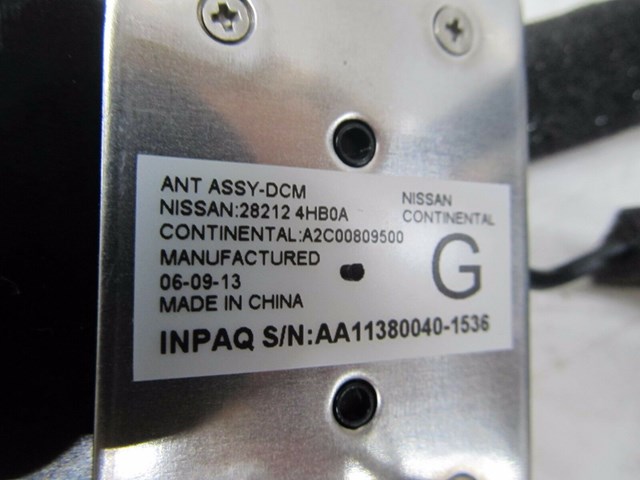 ANT ASSY-DCM
NISSAN:28212 4HB0A
CONTINENTAL:A2C00809500
MANUFACTURED
06-09-13
MADE IN CHINA
NISSAN
CONTINENTAL
G
INPAQ S/N:AA11380040-1536